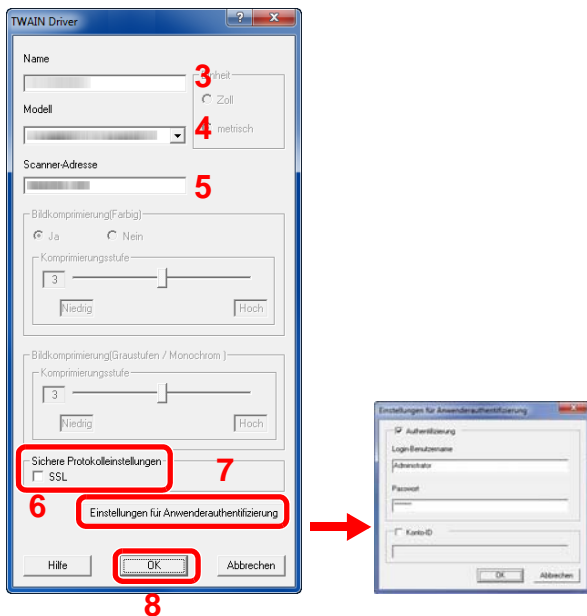 TWAIN Driver
Name
3
Einheit
Zoll
Modell
4
metrisch
Scanner-Adresse
5
Bildkomprimierung(Farbig)
Ja Nein
Komprimierungsstufe
3
Niedrig Hoch
Bildkomprimierung(Graustufen / Monochrom )
Komprimierungsstufe
3
Niedrig Hoch
Sichere Protokolleinstellungen
7
SSL
6
Einstellungen für Anwenderauthentifizierung
Hilfe OK Abbrechen
8
Einstellungen für Anwenderauthentifizierung
Authentifizierung
Login-Benutzername
Administrator
Passwort
Konto-ID
OK Abbrechen